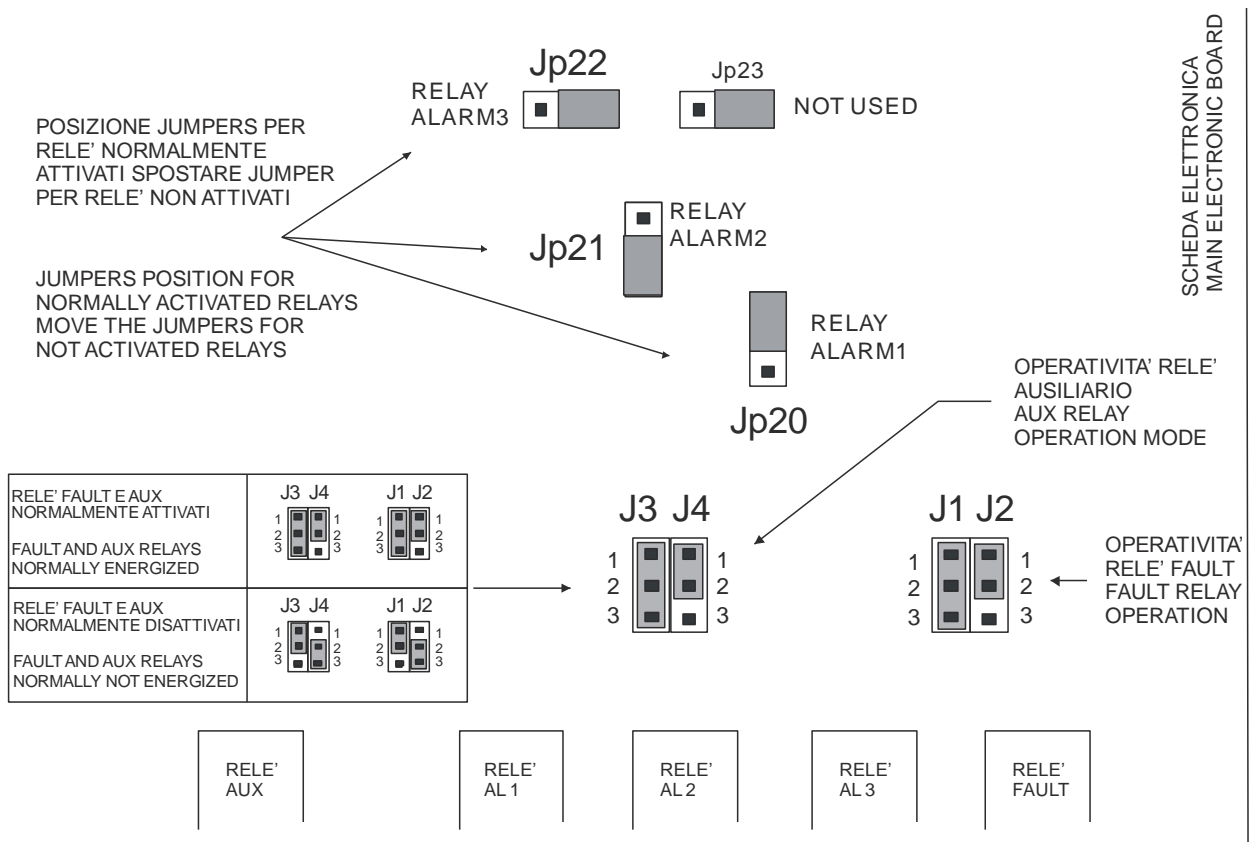 Jp22
Jp23
RELAY
ALARM3
NOT USED
POSIZIONE JUMPERS PER
RELE' NORMALMENTE
ATTIVATI SPOSTARE JUMPER
PER RELE' NON ATTIVATI
SCHEDA ELETTRONICA
MAIN ELECTRONIC BOARD
RELAY
ALARM2
Jp21
JUMPERS POSITION FOR
NORMALLY ACTIVATED RELAYS
MOVE THE JUMPERS FOR
NOT ACTIVATED RELAYS
RELAY
ALARM1
Jp20
OPERATIVITA' RELE'
AUSILIARIO
AUX RELAY
OPERATION MODE
RELE' FAULT E AUX
NORMALMENTE ATTIVATI
FAULT AND AUX RELAYS
NORMALLY ENERGIZED
J3 J4
1 1
2 2
3 3
J1 J2
1 1
2 2
3 3
RELE' FAULT E AUX
NORMALMENTE DISATTIVATI
FAULT AND AUX RELAYS
NORMALLY NOT ENERGIZED
J3 J4
1 1
2 2
3 3
J1 J2
1 1
2 2
3 3
J3 J4
1 1
2 2
3 3
J1 J2
1 1
2 2
3 3
OPERATIVITA'
RELE' FAULT
FAULT RELAY
OPERATION
RELE'
AUX
RELE'
AL 1
RELE'
AL 2
RELE'
AL 3
RELE'
FAULT